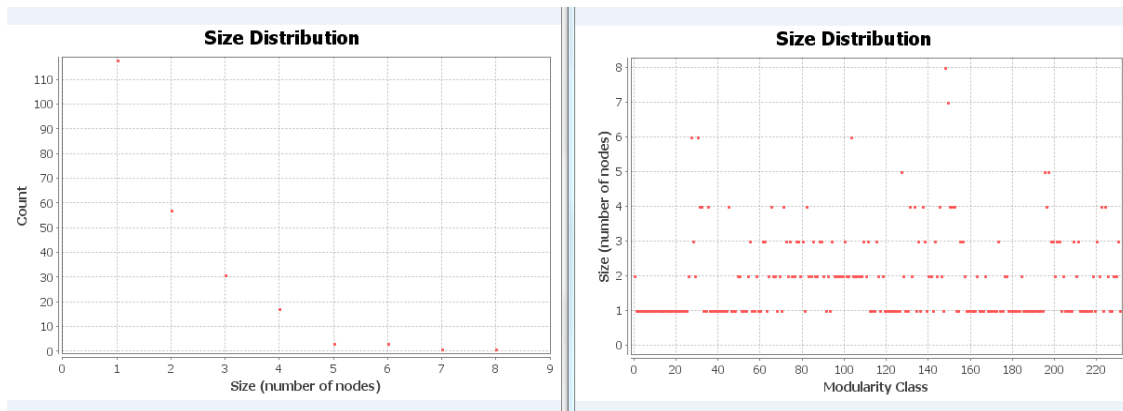 Size Distribution
110
100
90
80
70
60
50
40
30
20
10
0
Count
0 1 2 3 4 5 6 7 8 9
Size (number of nodes)
Size Distribution
8
7
6
5
4
3
2
1
0
Size (number of nodes)
0 20 40 60 80 100 120 140 160 180 200 220
Modularity Class